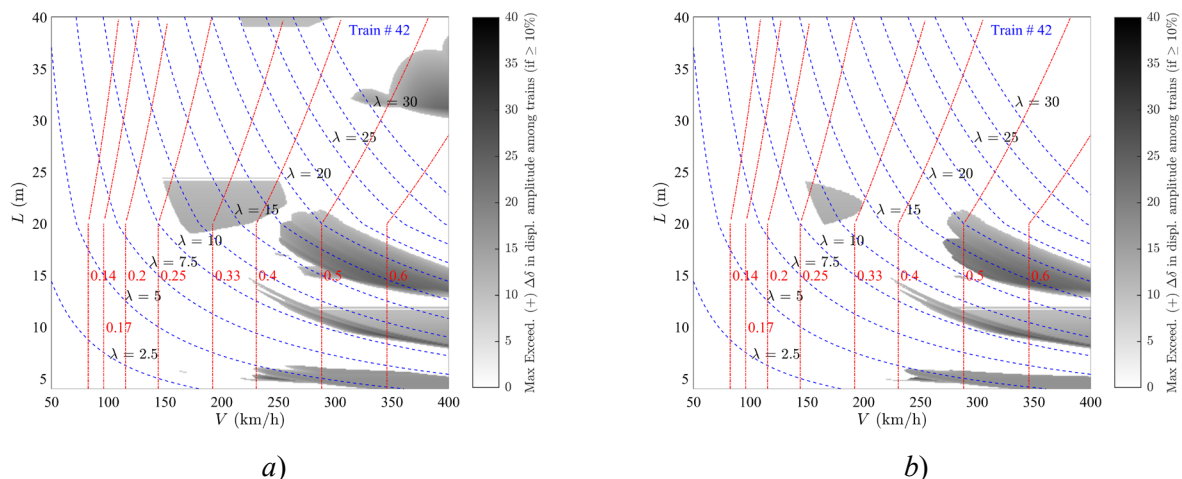 Train # 42
40
35
30
25
20
15
10
5
L (m)
50
100
150
200
250
300
350
400
V (km/h)
λ = 30
λ = 25
λ = 20
λ = 15
λ = 10
λ = 7.5
λ = 5
λ = 2.5
0.14
0.2
0.25
0.33
0.4
0.5
0.6
0.17
40
35
30
25
20
15
10
5
0
Max Exceed. (+) Δδ in displ. amplitude among trains (if ≥ 10%)
a)
Train # 42
40
35
30
25
20
15
10
5
L (m)
50
100
150
200
250
300
350
400
V (km/h)
λ = 30
λ = 25
λ = 20
λ = 15
λ = 10
λ = 7.5
λ = 5
λ = 2.5
0.14
0.2
0.25
0.33
0.4
0.5
0.6
0.17
40
35
30
25
20
15
10
5
0
Max Exceed. (+) Δδ in displ. amplitude among trains (if ≥ 10%)
b)